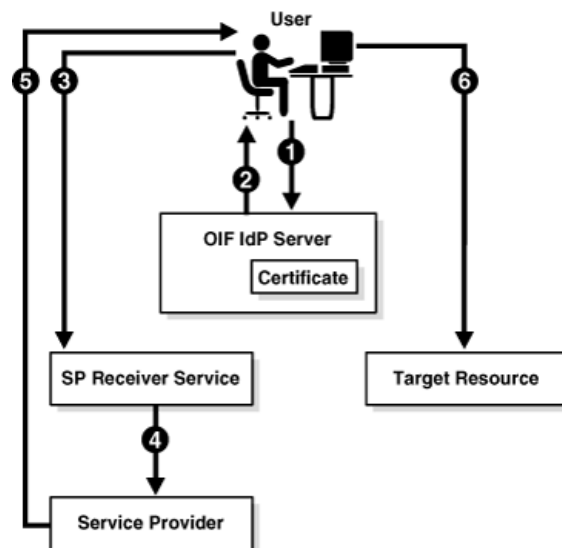 User
5
3
6
1
2
OIF IdP Server
Certificate
SP Receiver Service
Target Resource
4
Service Provider